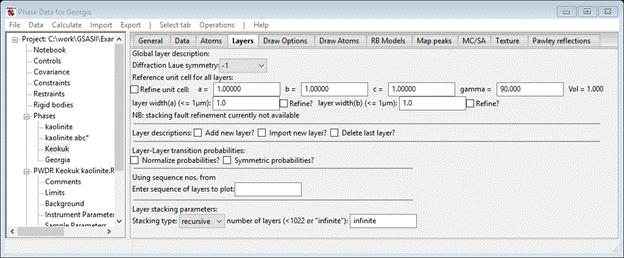 Phase Data for Georgia
File Data Calculate Import Export | Select tab Operations | Help
Project: C:\work\GSASII\Exar
Notebook
Controls
Covariance
Constraints
Restraints
Rigid bodies
Phases
kaolinite
kaolinite abc*
Keokuk
Georgia
PWDR Keokuk kaolinite.R
Comments
Limits
Background
Instrument Parameter
Sample Parameters
General Data Atoms Layers Draw Options Draw Atoms RB Models Map peaks MC/SA Texture Pawley reflections
Global layer description:
Diffraction Laue symmetry: -1
Reference unit cell for all layers:
Refine unit cell: a = 1.00000 b = 1.00000 c = 1.00000 gamma = 90.000 Vol = 1.000
layer width(a) (<= 1μm): 1.0 Refine? layer width(b) (<= 1μm): 1.0 Refine?
NB: stacking fault refinement currently not available
Layer descriptions: Add new layer? Import new layer? Delete last layer?
Layer-Layer transition probabilities:
Normalize probabilities? Symmetric probabilities?
Using sequence nos. from
Enter sequence of layers to plot:
Layer stacking parameters:
Stacking type: recursive number of layers (<1022 or "infinite"): infinite